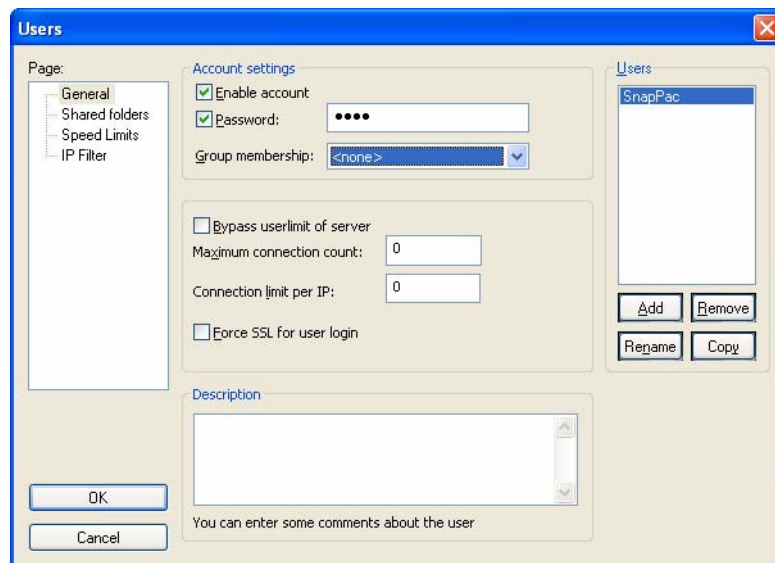 Users
Page:
General
Shared folders
Speed Limits
IP Filter
Account settings
Enable account
Password:
••••
Group membership:
<none>
Bypass userlimit of server
Maximum connection count:
0
Connection limit per IP:
0
Force SSL for user login
Description
You can enter some comments about the user
Users
SnapPac
Add
Remove
Rename
Copy
OK
Cancel